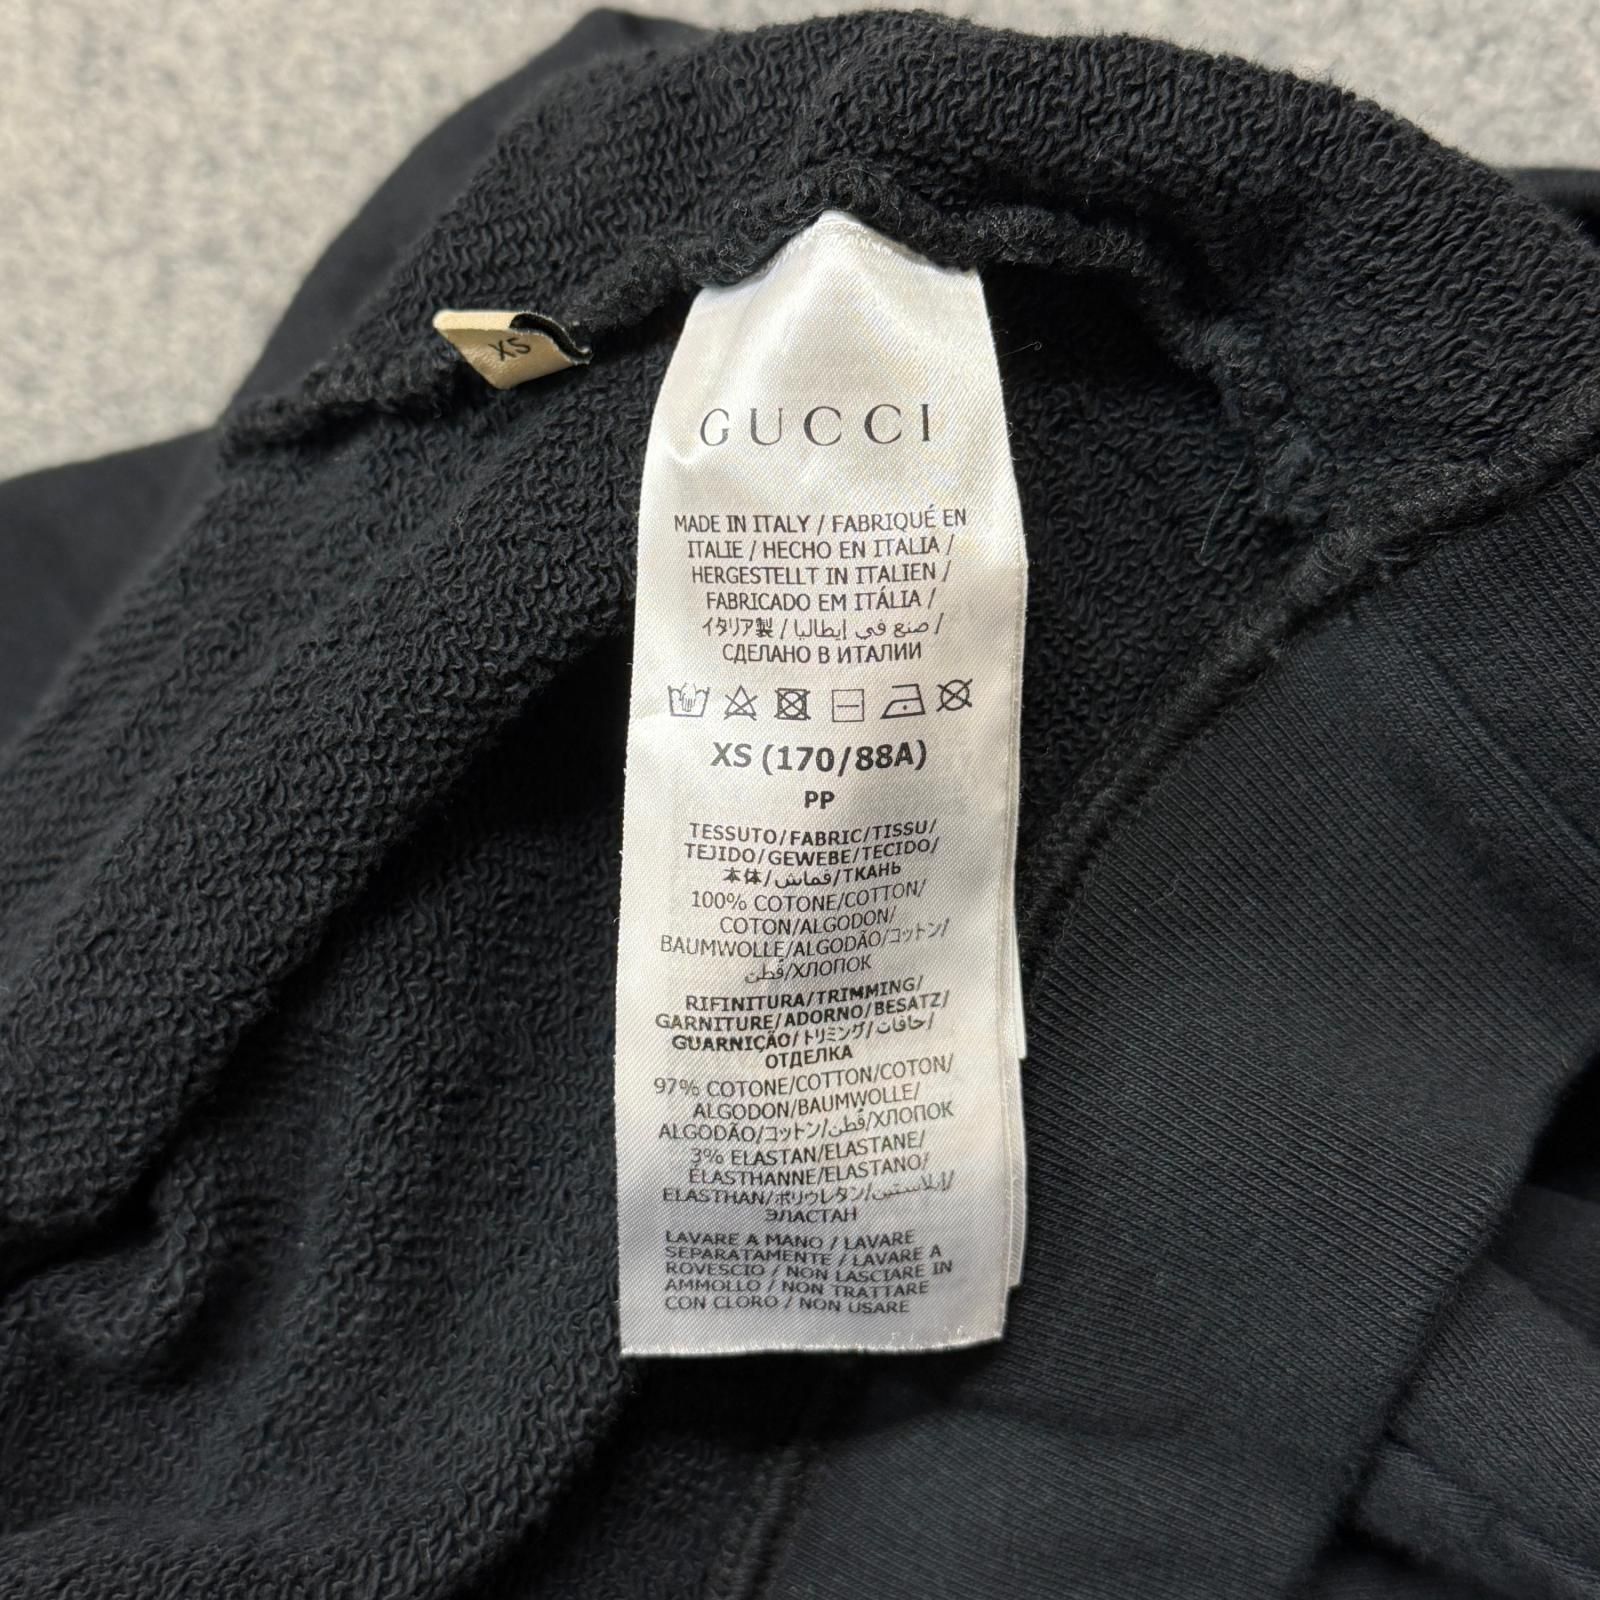 XS
GUCCI
MADE IN ITALY / FABRIQUÉ EN
ITALIE / HECHO EN ITALIA /
HERGESTELLT IN ITALIEN /
FABRICADO EM ITÁLIA /
イタリア製 / صنع في إيطاليا /
СДЕЛАНО В ИТАЛИИ
XS (170/88A)
PP
TESSUTO/FABRIC/TISSU/
TEJIDO/GEWEBE/TECIDO/
本体/قماش/ТКАНЬ
100% COTONE/COTTON/
COTON/ALGODON/
BAUMWOLLE/ALGODÃO/コットン/
قطن/ХЛОПОК
RIFINITURA/TRIMMING/
GARNITURE/ADORNO/BESATZ/
GUARNIÇÃO/トリミング/حافات/
ОТДЕЛКА
97% COTONE/COTTON/COTON/
ALGODON/BAUMWOLLE/
ALGODÃO/コットン/قطن/ХЛОПОК
3% ELASTAN/ELASTANE/
ÉLASTHANNE/ELASTANO/
ELASTHAN/ポリウレタン/إيلاستين/
ЭЛАСТАН
LAVARE A MANO / LAVARE
SEPARATAMENTE / LAVARE A
ROVESCIO / NON LASCIARE IN
AMMOLLO / NON TRATTARE
CON CLORO / NON USARE